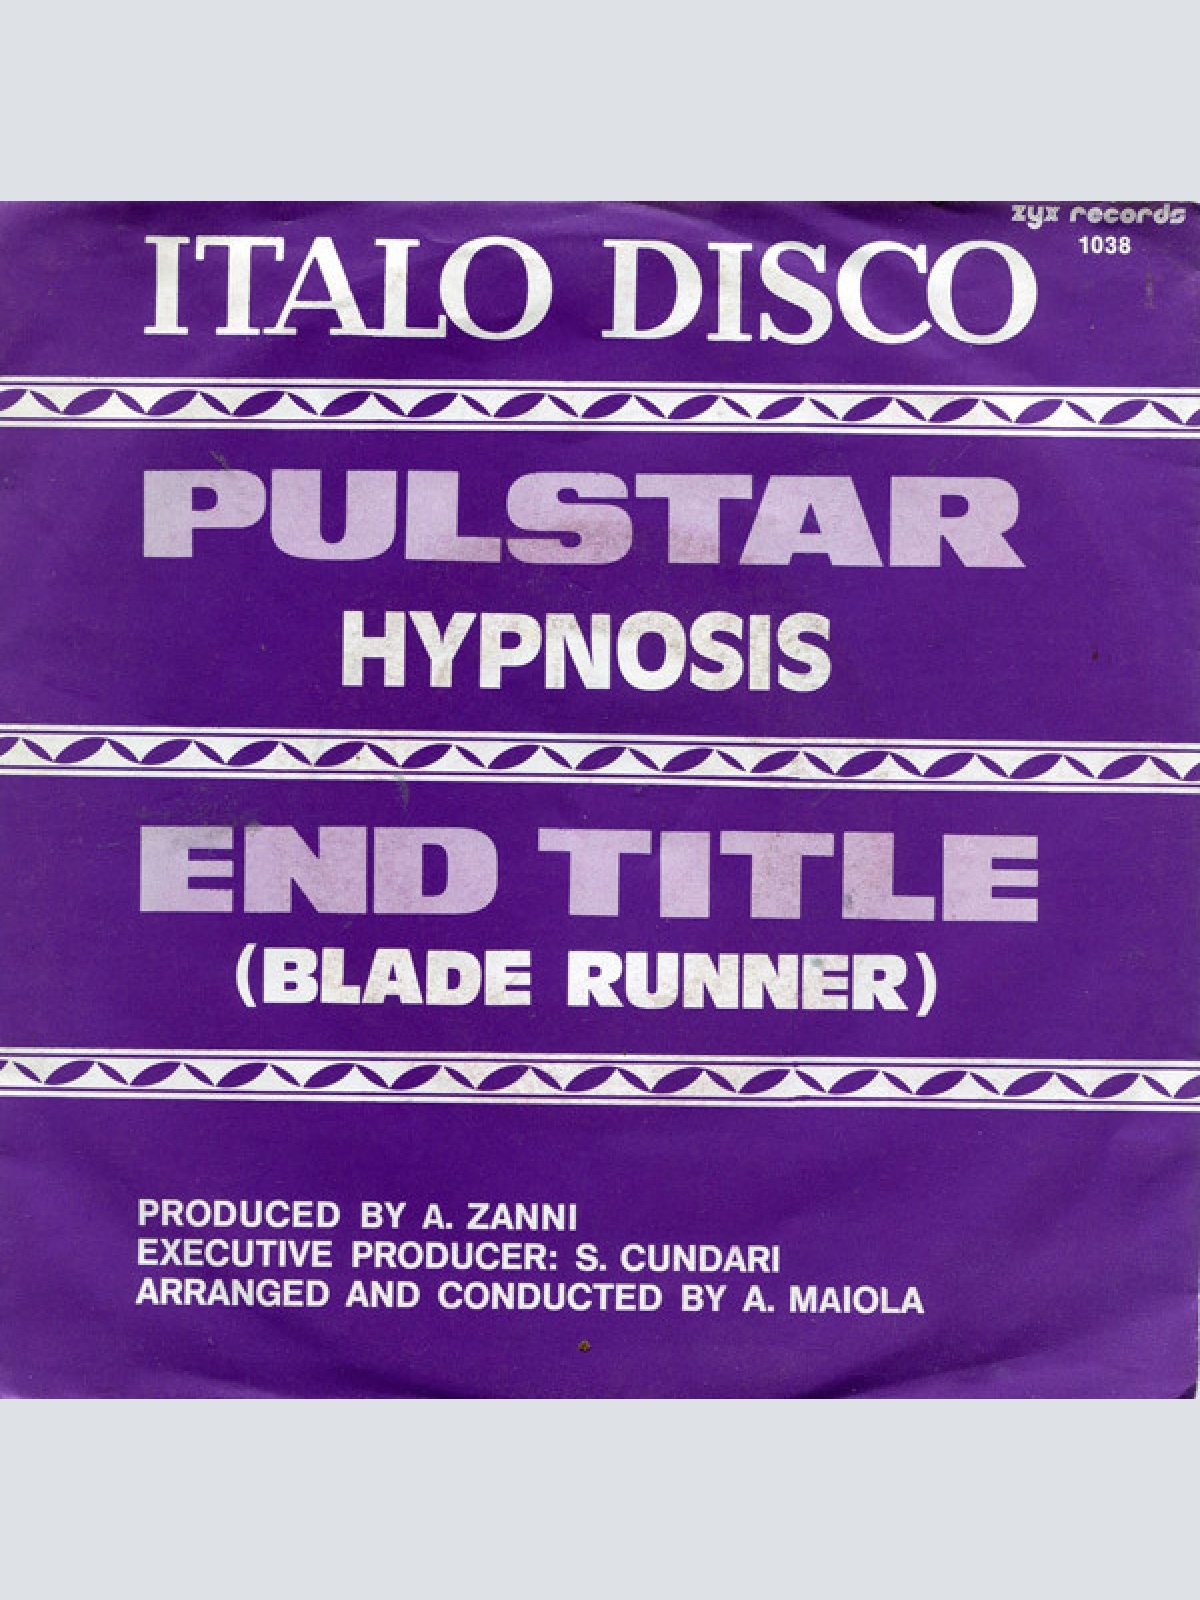 zyx records
1038
ITALO DISCO
PULSTAR
HYPNOSIS
END TITLE
(BLADE RUNNER)
PRODUCED BY A. ZANNI
EXECUTIVE PRODUCER: S. CUNDARI
ARRANGED AND CONDUCTED BY A. MAIOLA